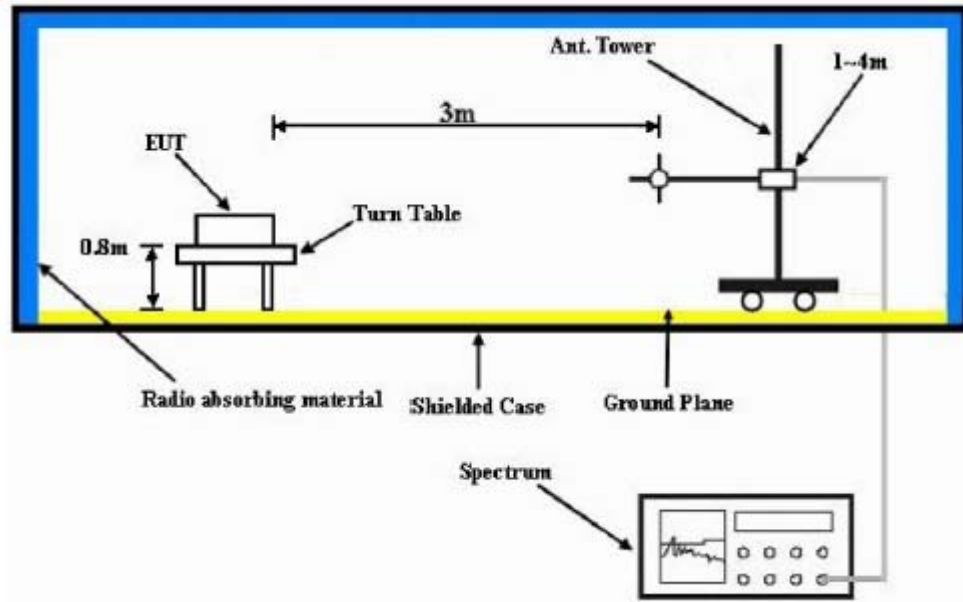 Ant. Tower
1~4m
3m
EUT
Turn Table
0.8m
Radio absorbing material
Shielded Case
Ground Plane
Spectrum